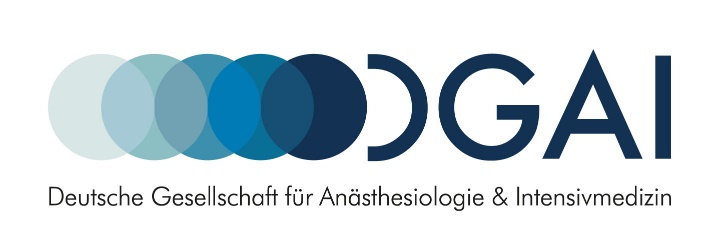 DGAI
Deutsche Gesellschaft für Anästhesiologie & Intensivmedizin